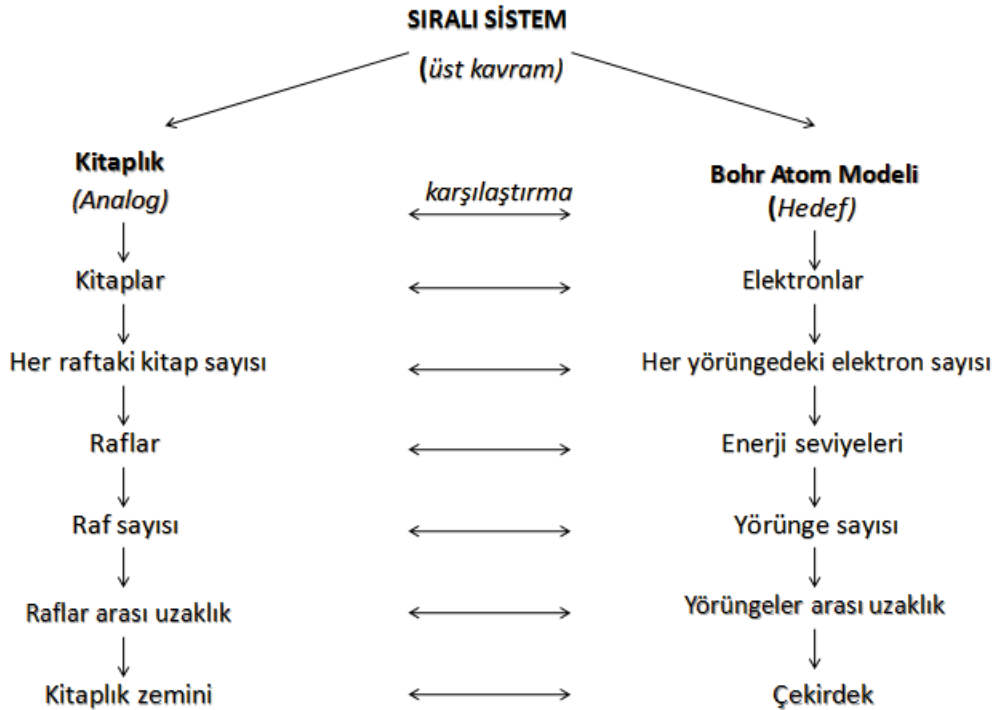 SIRALI SİSTEM
(üst kavram)
Kitaplık
(Analog)
karşılaştırma
Bohr Atom Modeli
(Hedef)
Kitaplar
Elektronlar
Her raftaki kitap sayısı
Her yörüngedeki elektron sayısı
Raflar
Enerji seviyeleri
Raf sayısı
Yörünge sayısı
Raflar arası uzaklık
Yörüngeler arası uzaklık
Kitaplık zemini
Çekirdek